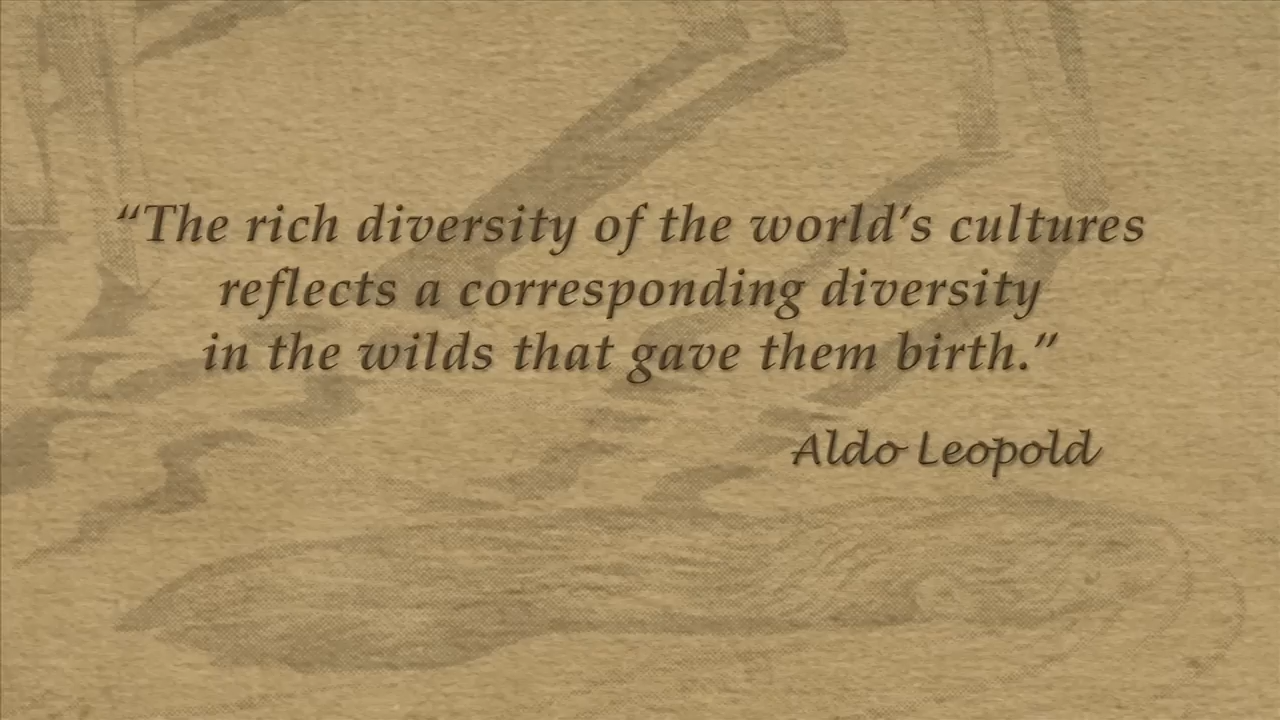 “The rich diversity of the world’s cultures
reflects a corresponding diversity
in the wilds that gave them birth.”
Aldo Leopold